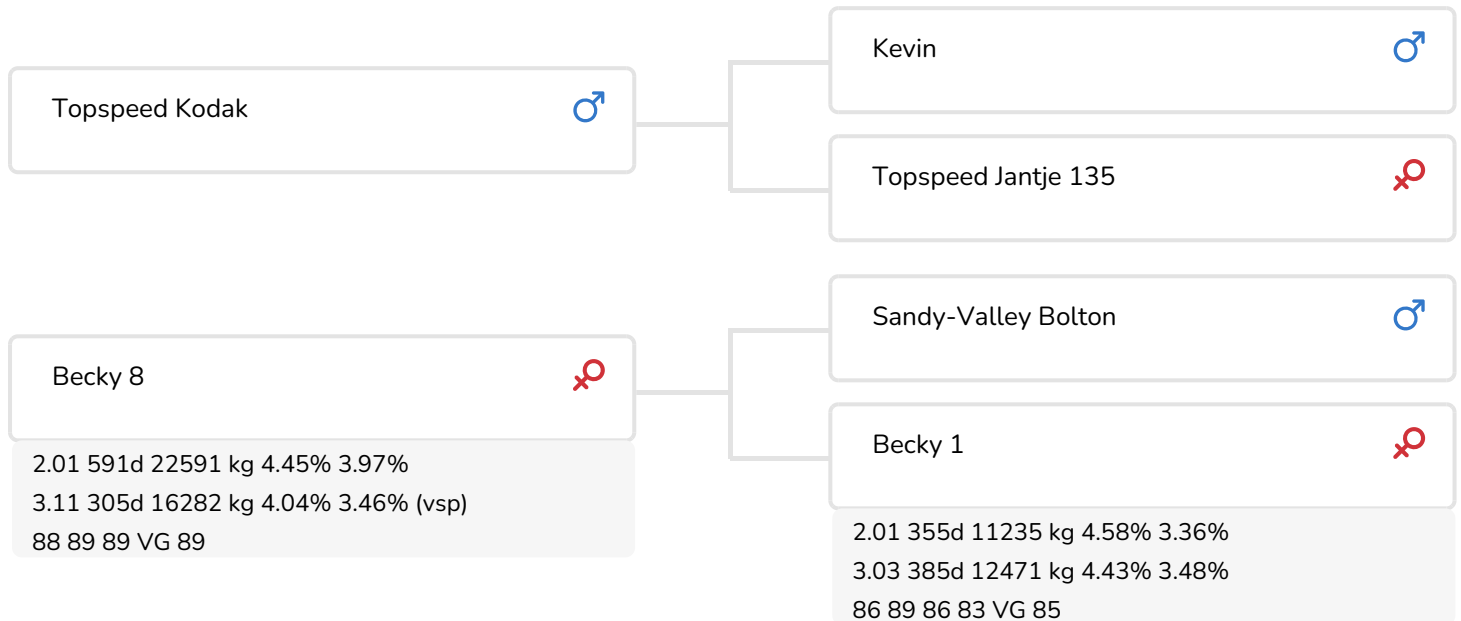 Topspeed Kodak
Kevin
Topspeed Jantje 135
Becky 8
2.01 591d 22591 kg 4.45% 3.97%
3.11 305d 16282 kg 4.04% 3.46% (vsp)
88 89 89 VG 89
Sandy-Valley Bolton
Becky 1
2.01 355d 11235 kg 4.58% 3.36%
3.03 385d 12471 kg 4.43% 3.48%
86 89 86 83 VG 85